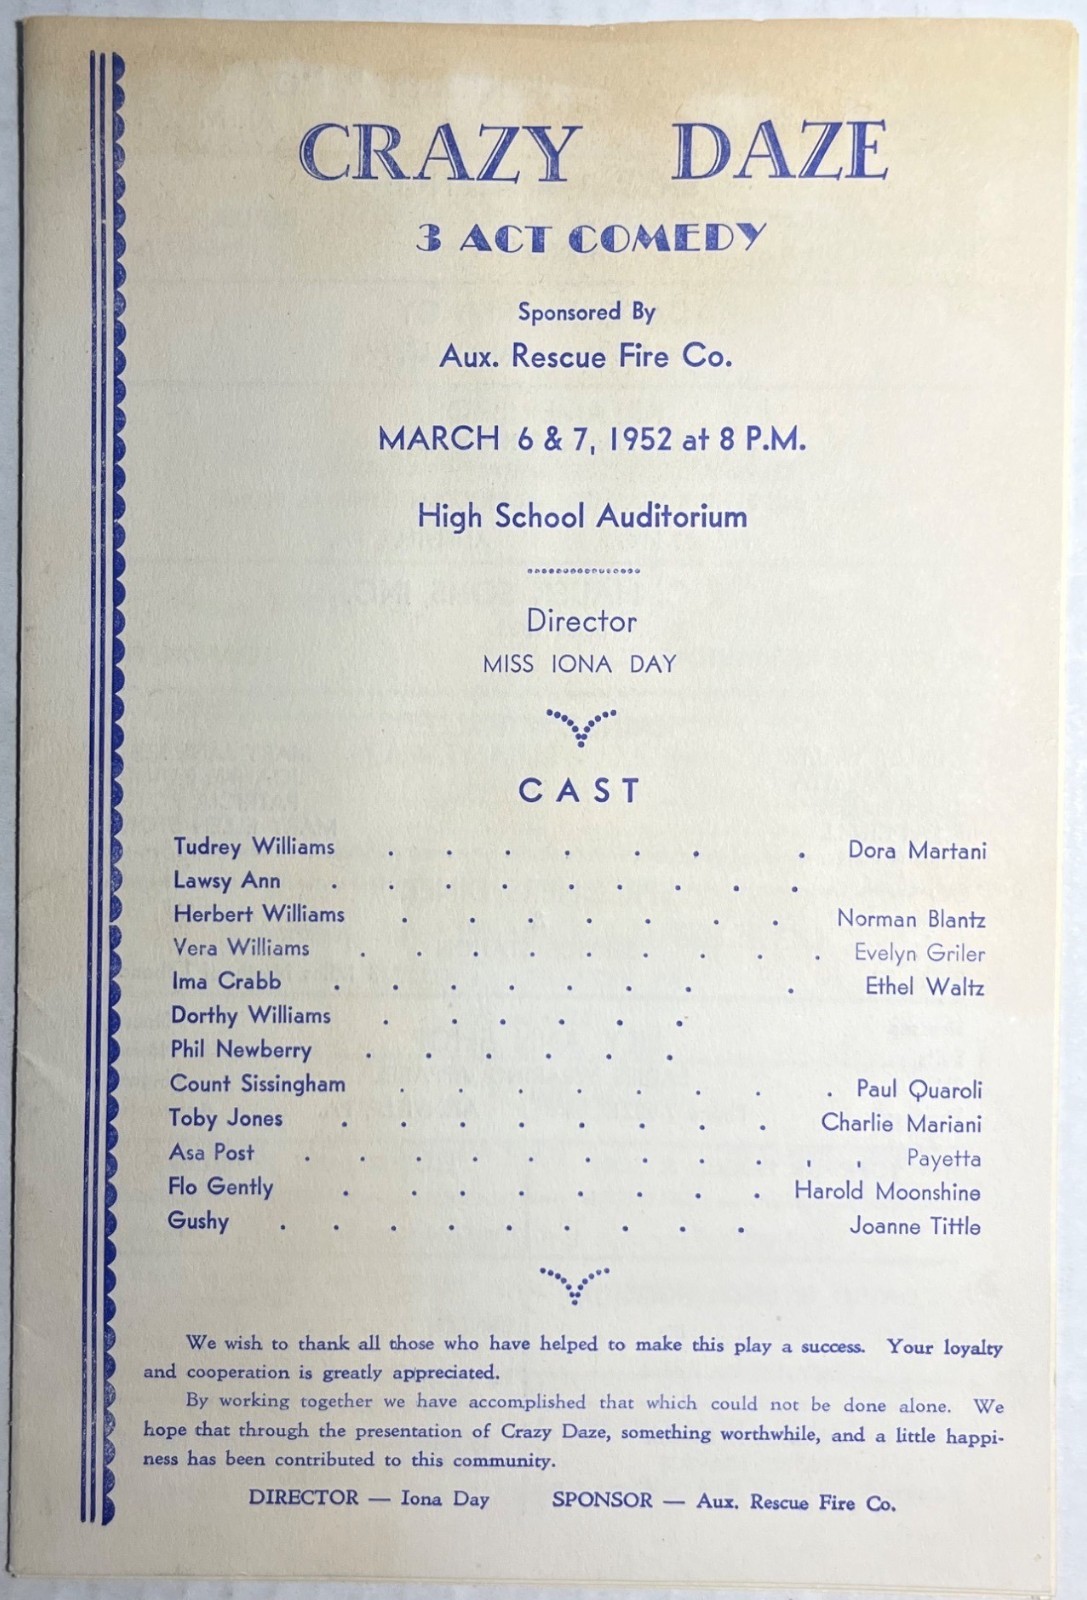 CRAZY DAZE
3 ACT COMEDY
Sponsored By
Aux. Rescue Fire Co.
MARCH 6 & 7, 1952 at 8 P.M.
High School Auditorium
Director
MISS IONA DAY
CAST
Tudrey Williams . . . . . . . Dora Martani
Lawsy Ann . . . . . . . . .
Herbert Williams . . . . . . Norman Blantz
Vera Williams . . . . . . . . . Evelyn Griler
Ima Crabb . . . . . . . . Ethel Waltz
Dorthy Williams . . . . . .
Phil Newberry . . . . . .
Count Sissingham . . . . . . . . Paul Quaroli
Toby Jones . . . . . . . . Charlie Mariani
Asa Post . . . . . . . . . . . Payetta
Flo Gently . . . . . . . . Harold Moonshine
Gushy . . . . . . . . . Joanne Tittle
We wish to thank all those who have helped to make this play a success. Your loyalty
and cooperation is greatly appreciated.
By working together we have accomplished that which could not be done alone. We
hope that through the presentation of Crazy Daze, something worthwhile, and a little happi-
ness has been contributed to this community.
DIRECTOR — Iona Day SPONSOR — Aux. Rescue Fire Co.